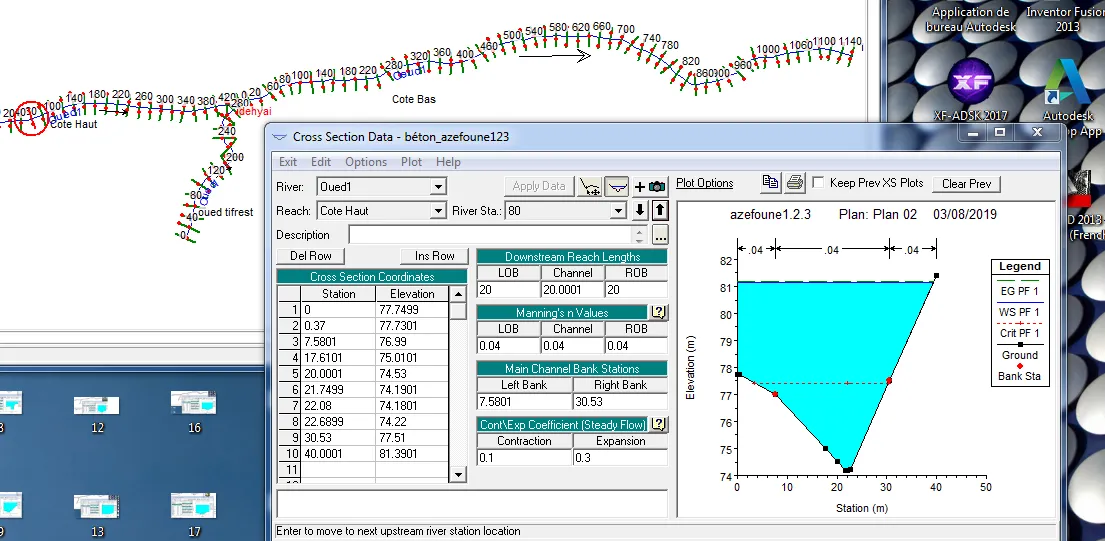 Application de
bureau Autodesk
Inventor Fusion
2013
XF-ADSK 2017
Autodesk
op App
D 2013
(French
500 540 580 620 660 700 740 780
280 320 360 400 440 460
820 860 900 960 1000 1060 1100 1140
0 20 60 80 100 140 180 220
100 140 180 220 260 300 340 380 420
Oued1
Oued1
Cote Haut
Cote Bas
280
240
200
120
80
40
0
oued tifrest
12
16
13
17
Cross Section Data - béton_azefoune123
Exit Edit Options Plot Help
River: Oued1
Apply Data
Reach: Cote Haut River Sta.: 80
Description
...
Plot Options
Keep Prev XS Plots
Clear Prev
Del Row
Ins Row
Cross Section Coordinates
Station Elevation
1 0 77.7499
2 0.37 77.7301
3 7.5801 76.99
4 17.6101 75.0101
5 20.0001 74.53
6 21.7499 74.1901
7 22.08 74.1801
8 22.6899 74.22
9 30.53 77.51
10 40.0001 81.3901
11
Downstream Reach Lengths
LOB Channel ROB
20 20.0001 20
Manning's n Values
LOB Channel ROB
0.04 0.04 0.04
Main Channel Bank Stations
Left Bank Right Bank
7.5801 30.53
Cont\Exp Coefficient (Steady Flow)
Contraction Expansion
0.1 0.3
Enter to move to next upstream river station location
azefoune1.2.3 Plan: Plan 02 03/08/2019
.04 .04 .04
82
81
80
79
78
77
76
75
74
0 10 20 30 40 50
Elevation (m)
Station (m)
Legend
EG PF 1
WS PF 1
Crit PF 1
Ground
Bank Sta